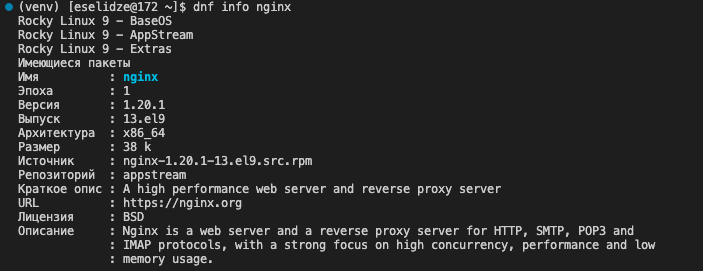 (venv) [eselidze@172 ~]$ dnf info nginx
Rocky Linux 9 - BaseOS
Rocky Linux 9 - AppStream
Rocky Linux 9 - Extras
Имеющиеся пакеты
Имя : nginx
Эпоха : 1
Версия : 1.20.1
Выпуск : 13.el9
Архитектура : x86_64
Размер : 38 k
Источник : nginx-1.20.1-13.el9.src.rpm
Репозиторий : appstream
Краткое опис : A high performance web server and reverse proxy server
URL : https://nginx.org
Лицензия : BSD
Описание : Nginx is a web server and a reverse proxy server for HTTP, SMTP, POP3 and
: IMAP protocols, with a strong focus on high concurrency, performance and low
: memory usage.